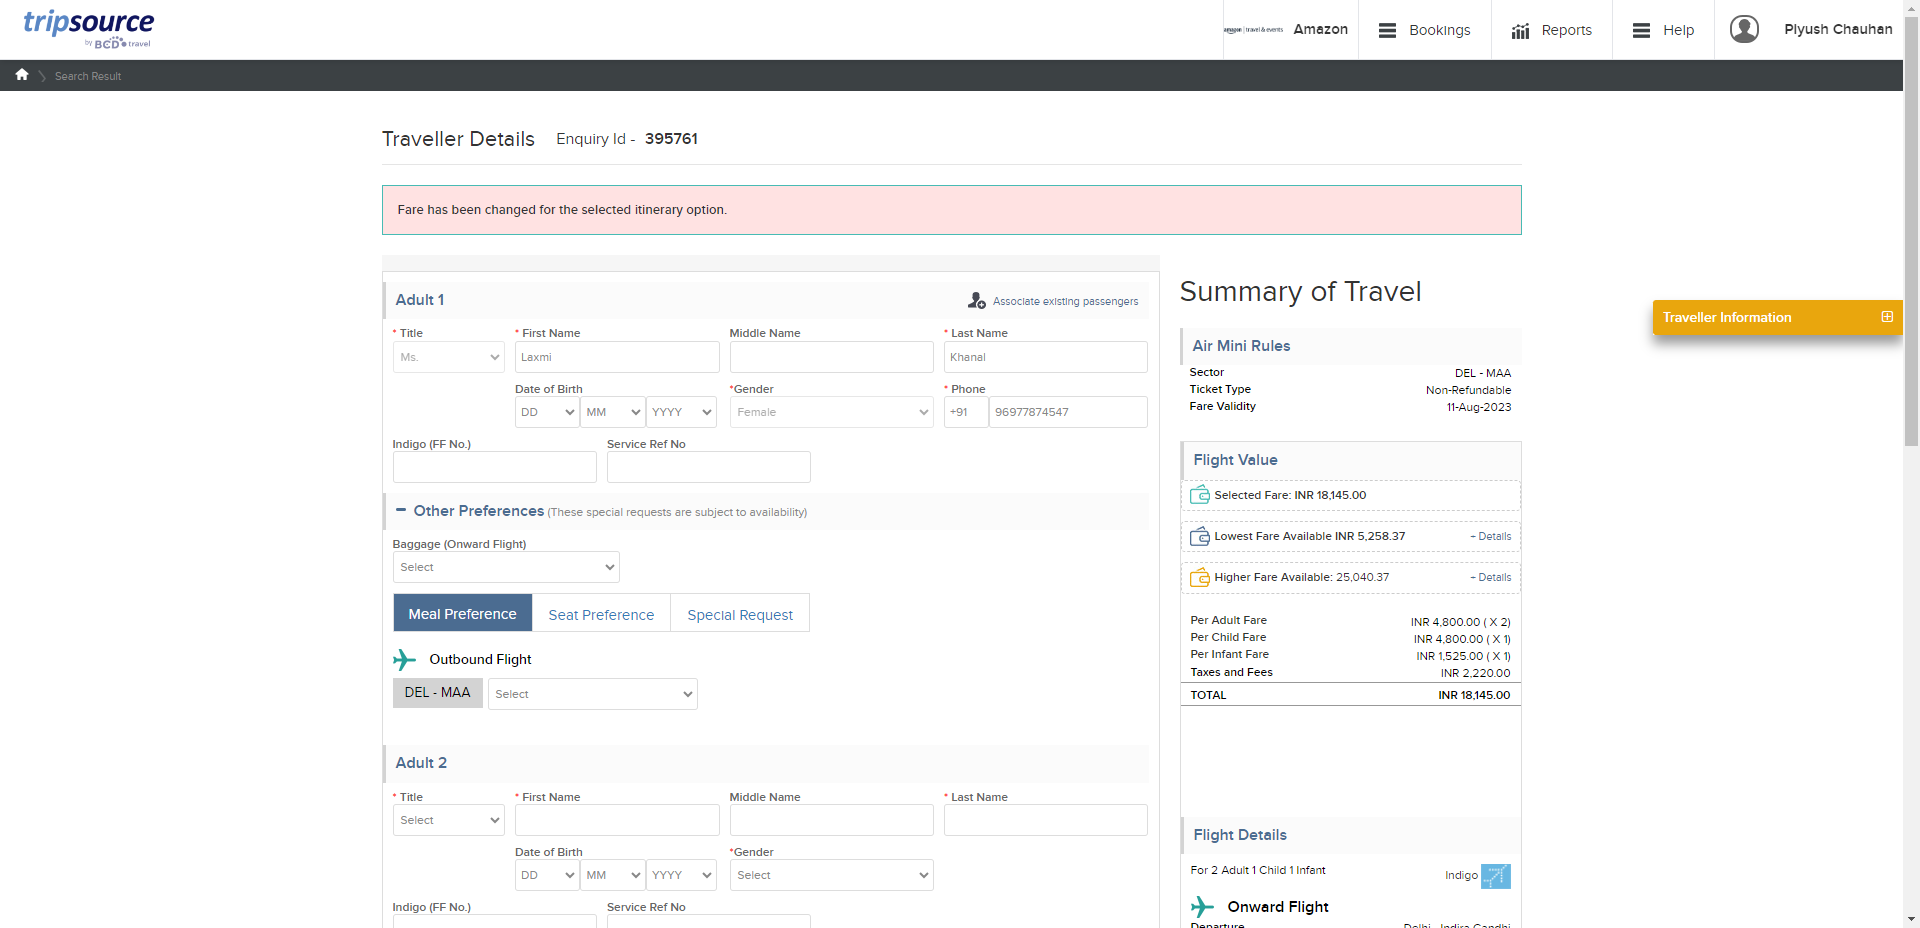 tripsource
by BCD travel
amazon | travel & events
Amazon
Bookings
Reports
Help
Piyush Chauhan
Search Result
Traveller Details Enquiry Id - 395761
Fare has been changed for the selected itinerary option.
Adult 1
Associate existing passengers
* Title
* First Name
Middle Name
* Last Name
Ms.
Laxmi
Khanal
Date of Birth
*Gender
* Phone
DD
MM
YYYY
Female
+91
96977874547
Indigo (FF No.)
Service Ref No
Other Preferences (These special requests are subject to availability)
Baggage (Onward Flight)
Select
Meal Preference
Seat Preference
Special Request
Outbound Flight
DEL - MAA
Select
Adult 2
* Title
* First Name
Middle Name
* Last Name
Select
Date of Birth
*Gender
DD
MM
YYYY
Select
Indigo (FF No.)
Service Ref No
Summary of Travel
Air Mini Rules
Sector DEL - MAA
Ticket Type Non-Refundable
Fare Validity 11-Aug-2023
Flight Value
Selected Fare: INR 18,145.00
Lowest Fare Available INR 5,258.37 + Details
Higher Fare Available: 25,040.37 + Details
Per Adult Fare INR 4,800.00 ( X 2)
Per Child Fare INR 4,800.00 ( X 1)
Per Infant Fare INR 1,525.00 ( X 1)
Taxes and Fees INR 2,220.00
TOTAL INR 18,145.00
Flight Details
For 2 Adult 1 Child 1 Infant
Indigo
Onward Flight
Departure Delhi - Indira Gandhi
Traveller Information